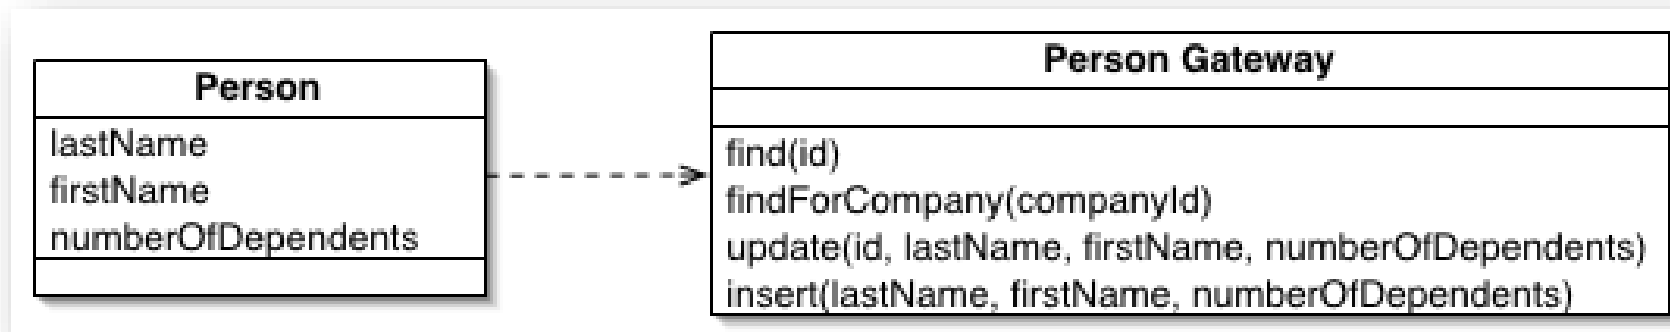 Person
lastName
firstName
numberOfDependents
Person Gateway
find(id)
findForCompany(companyId)
update(id, lastName, firstName, numberOfDependents)
insert(lastName, firstName, numberOfDependents)